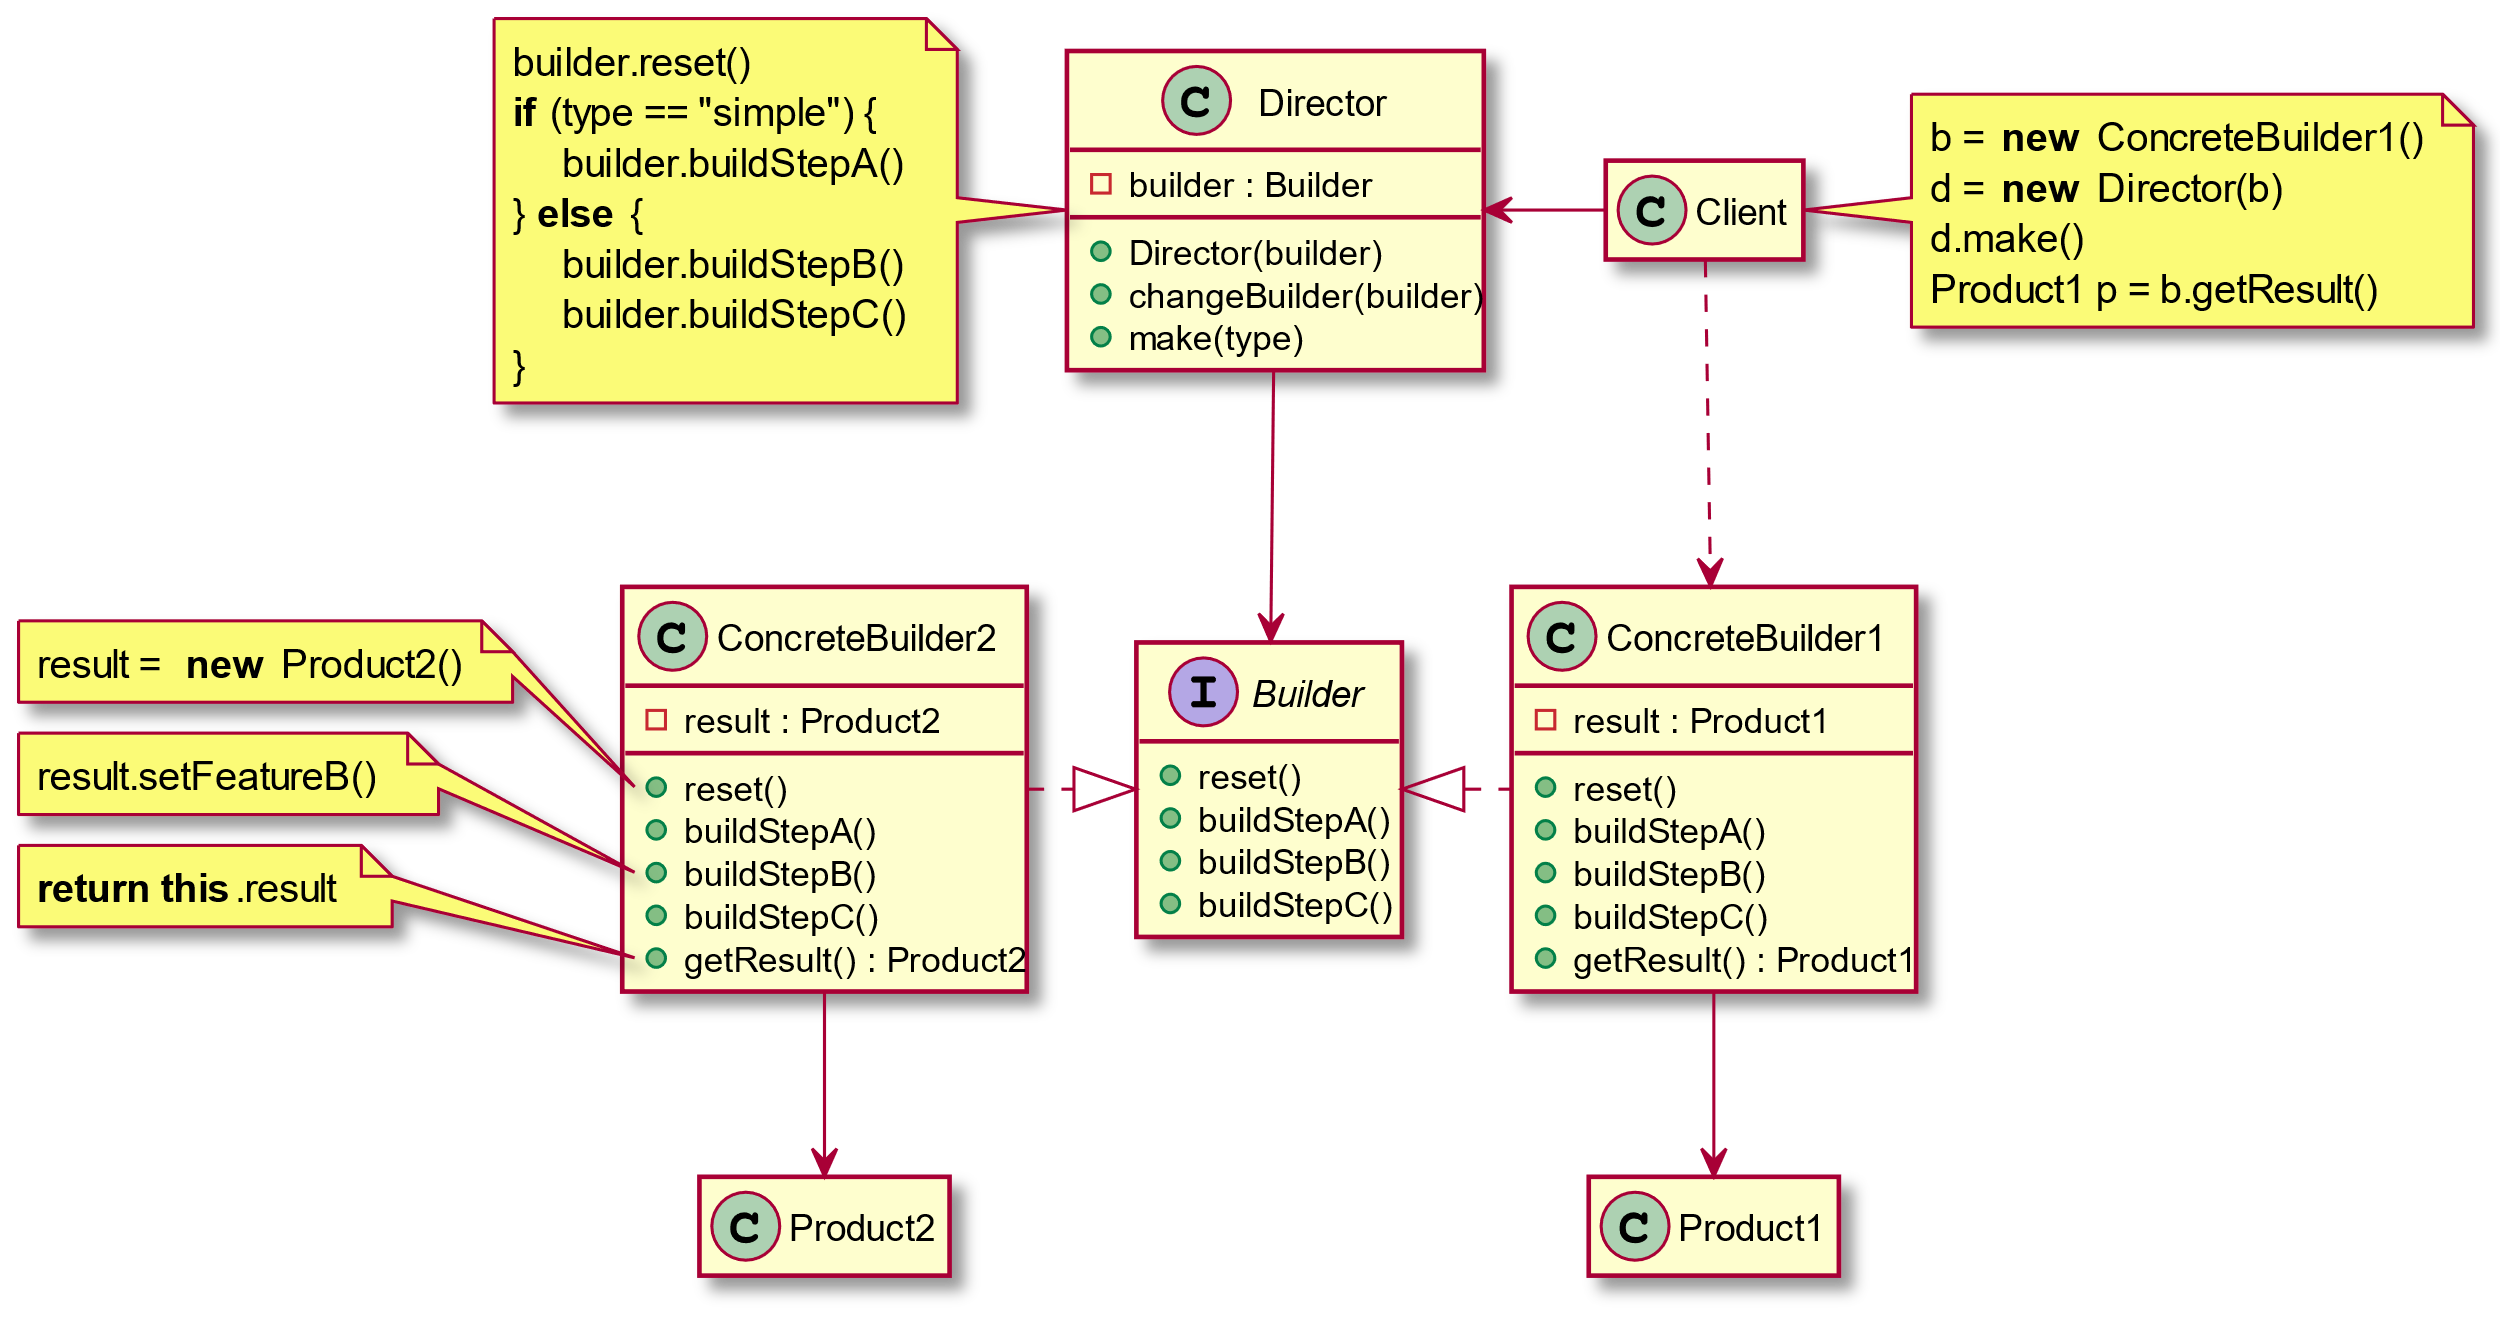 builder.reset()
if (type == "simple") {
builder.buildStepA()
} else {
builder.buildStepB()
builder.buildStepC()
}
C Director
builder : Builder
Director(builder)
changeBuilder(builder)
make(type)
C Client
b = new ConcreteBuilder1()
d = new Director(b)
d.make()
Product1 p = b.getResult()
result = new Product2()
result.setFeatureB()
return this.result
C ConcreteBuilder2
result : Product2
reset()
buildStepA()
buildStepB()
buildStepC()
getResult() : Product2
I Builder
reset()
buildStepA()
buildStepB()
buildStepC()
C ConcreteBuilder1
result : Product1
reset()
buildStepA()
buildStepB()
buildStepC()
getResult() : Product1
C Product2
C Product1